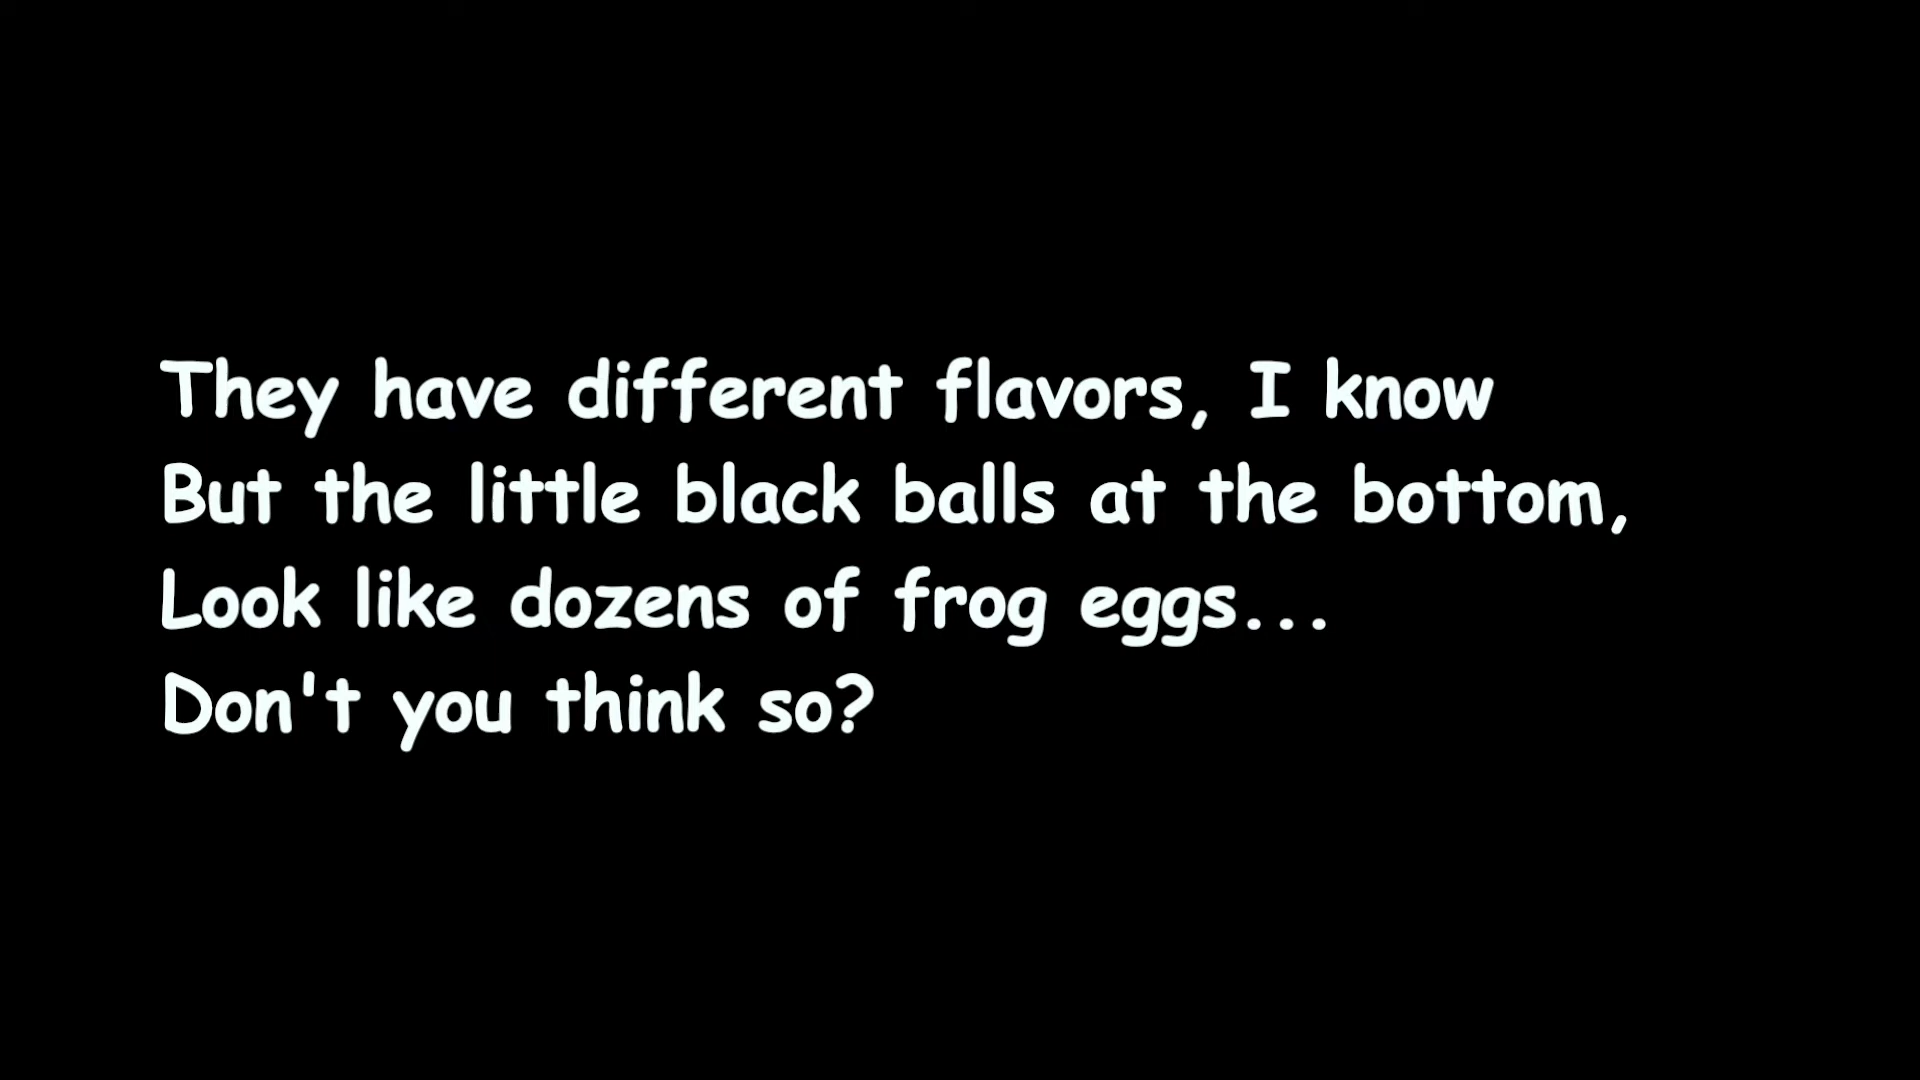 They have different flavors, I know
But the little black balls at the bottom,
Look like dozens of frog eggs...
Don't you think so?